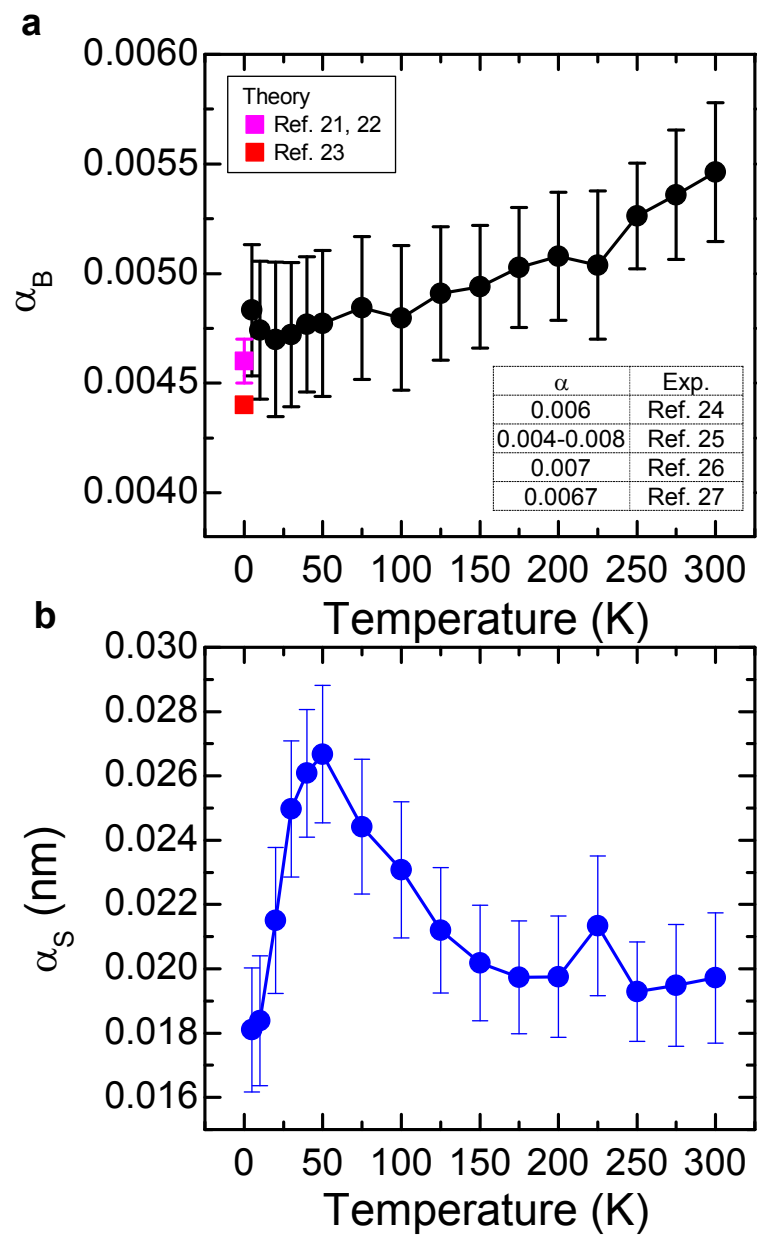 a
0.0060
0.0055
0.0050
0.0045
0.0040
αB
Theory
Ref. 21, 22
Ref. 23
α Exp.
0.006 Ref. 24
0.004-0.008 Ref. 25
0.007 Ref. 26
0.0067 Ref. 27
0 50 100 150 200 250 300
Temperature (K)
b
0.030
0.028
0.026
0.024
0.022
0.020
0.018
0.016
αS (nm)
0 50 100 150 200 250 300
Temperature (K)